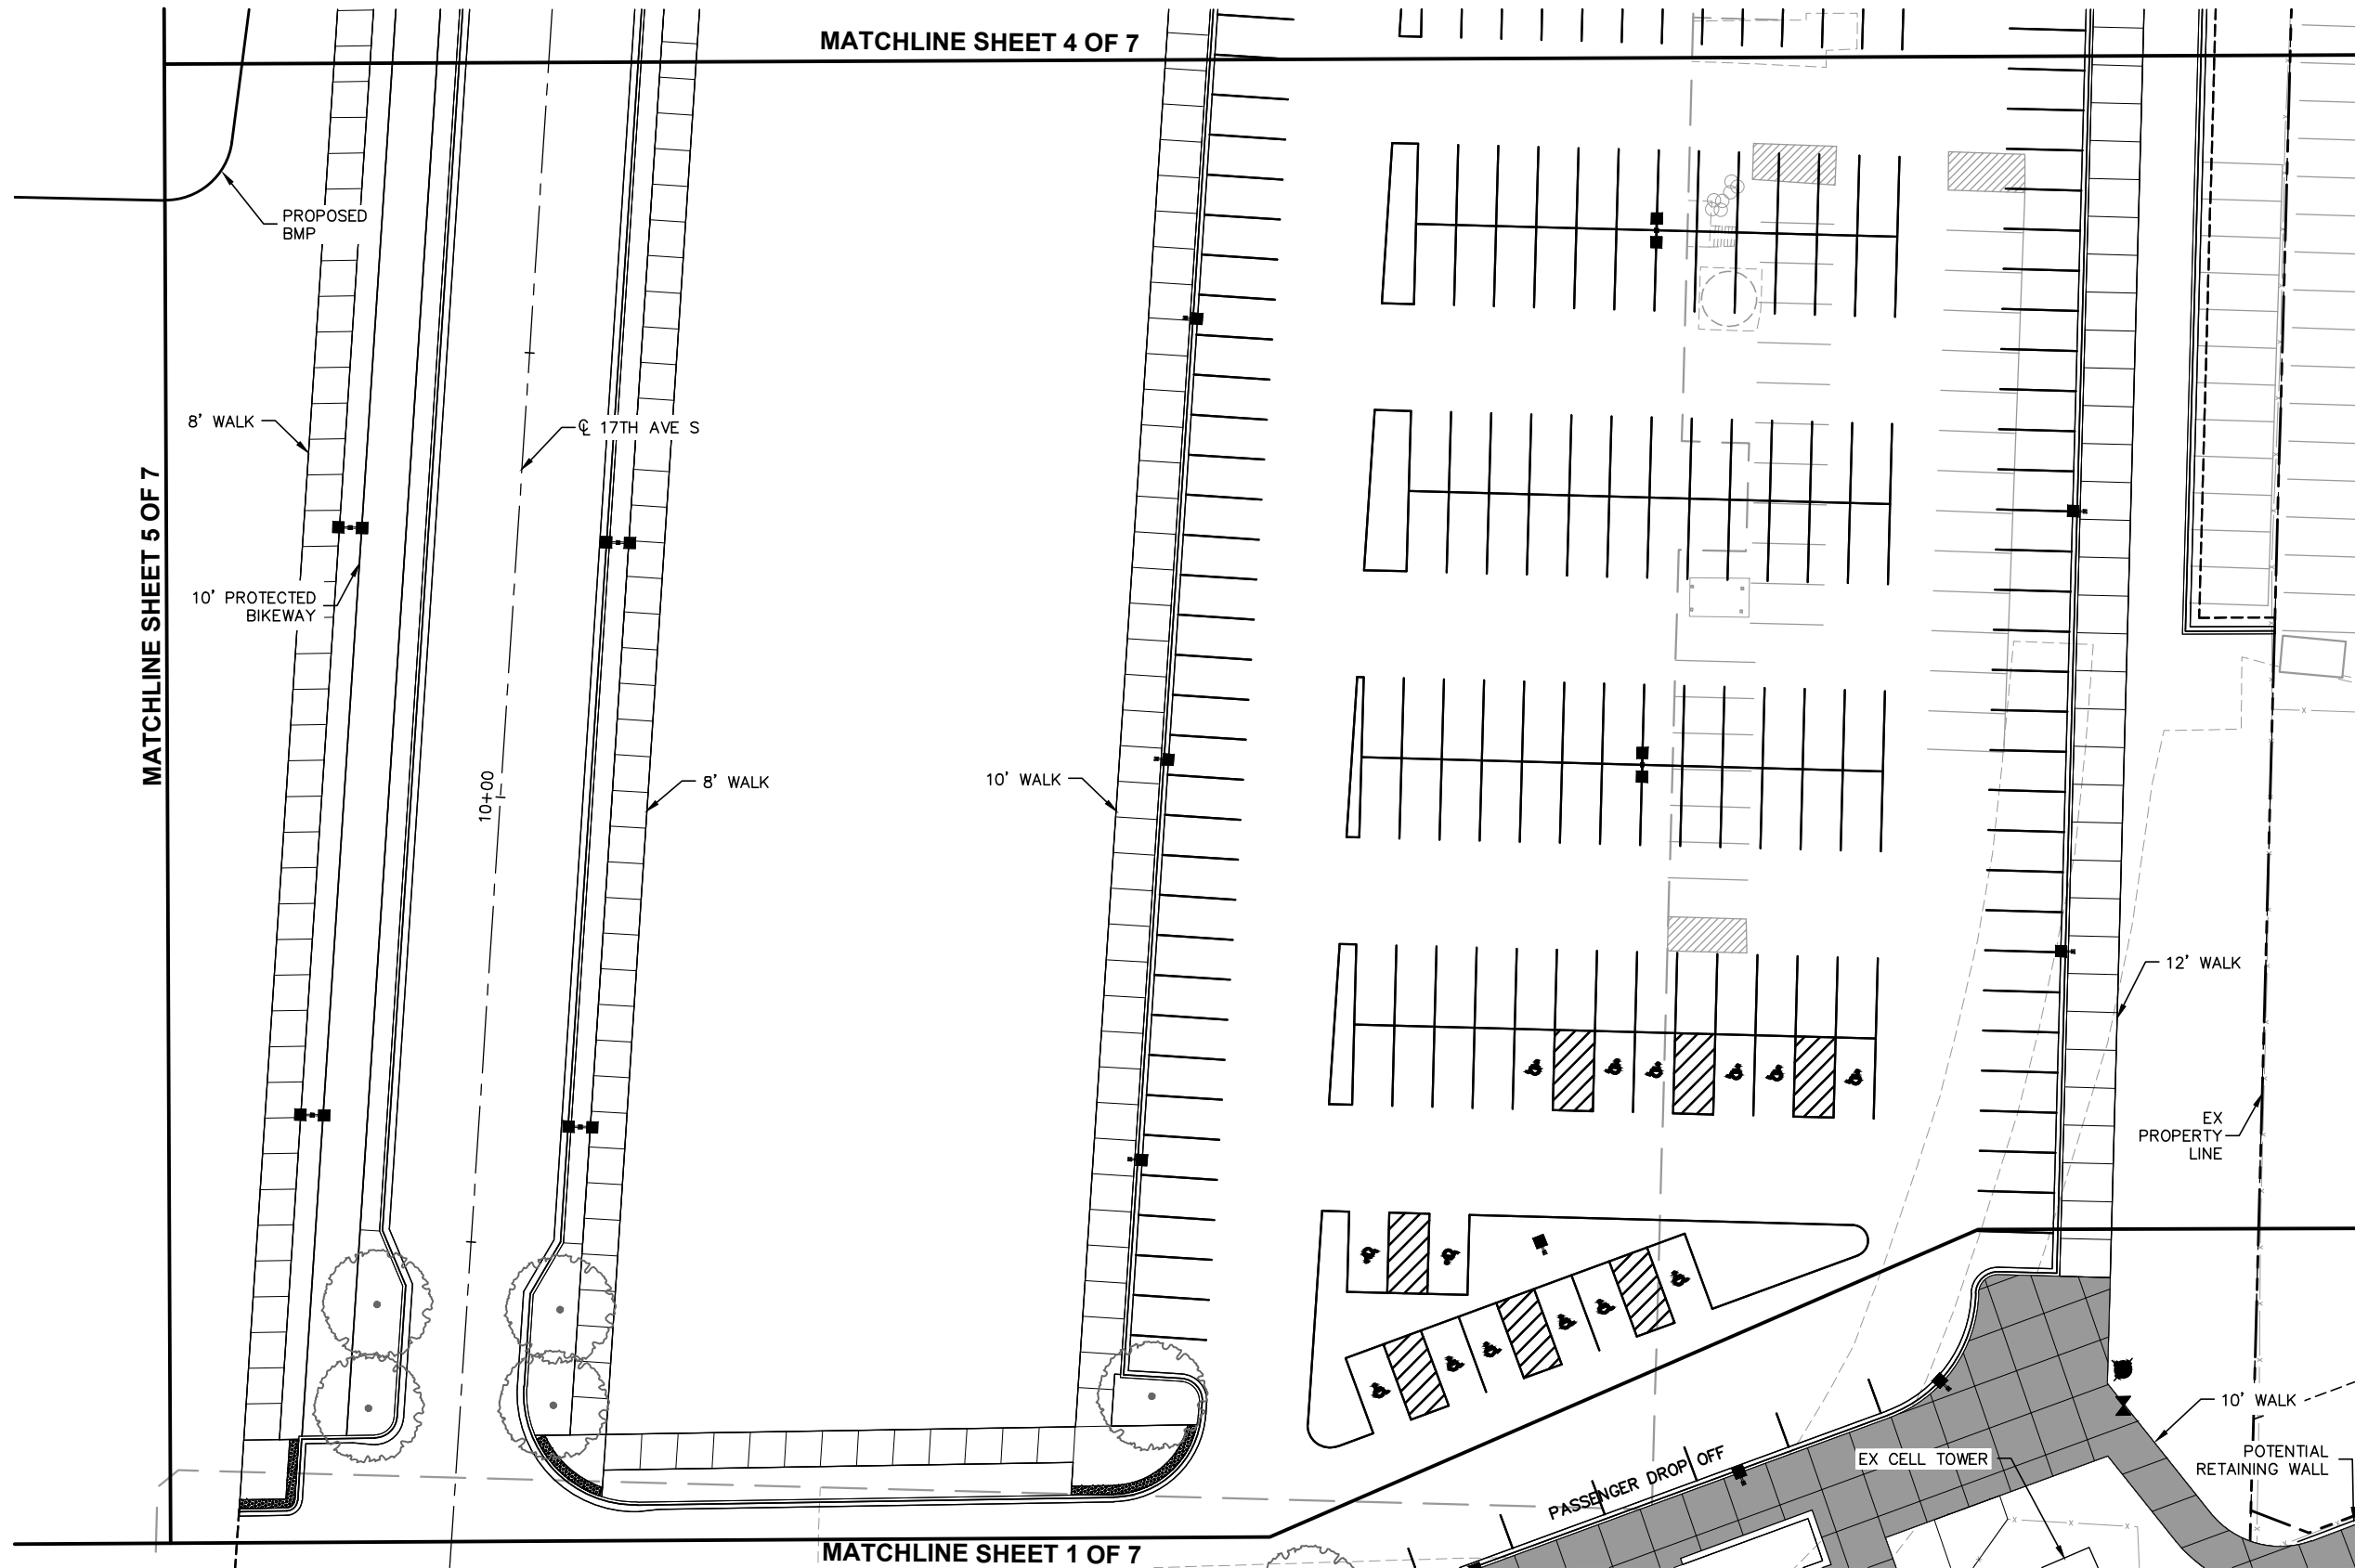 MATCHLINE SHEET 4 OF 7
PROPOSED
BMP
8' WALK
℄ 17TH AVE S
MATCHLINE SHEET 5 OF 7
10' PROTECTED
BIKEWAY
10+00
8' WALK
10' WALK
12' WALK
EX
PROPERTY
LINE
10' WALK
POTENTIAL
RETAINING WALL
EX CELL TOWER
PASSENGER DROP OFF
MATCHLINE SHEET 1 OF 7